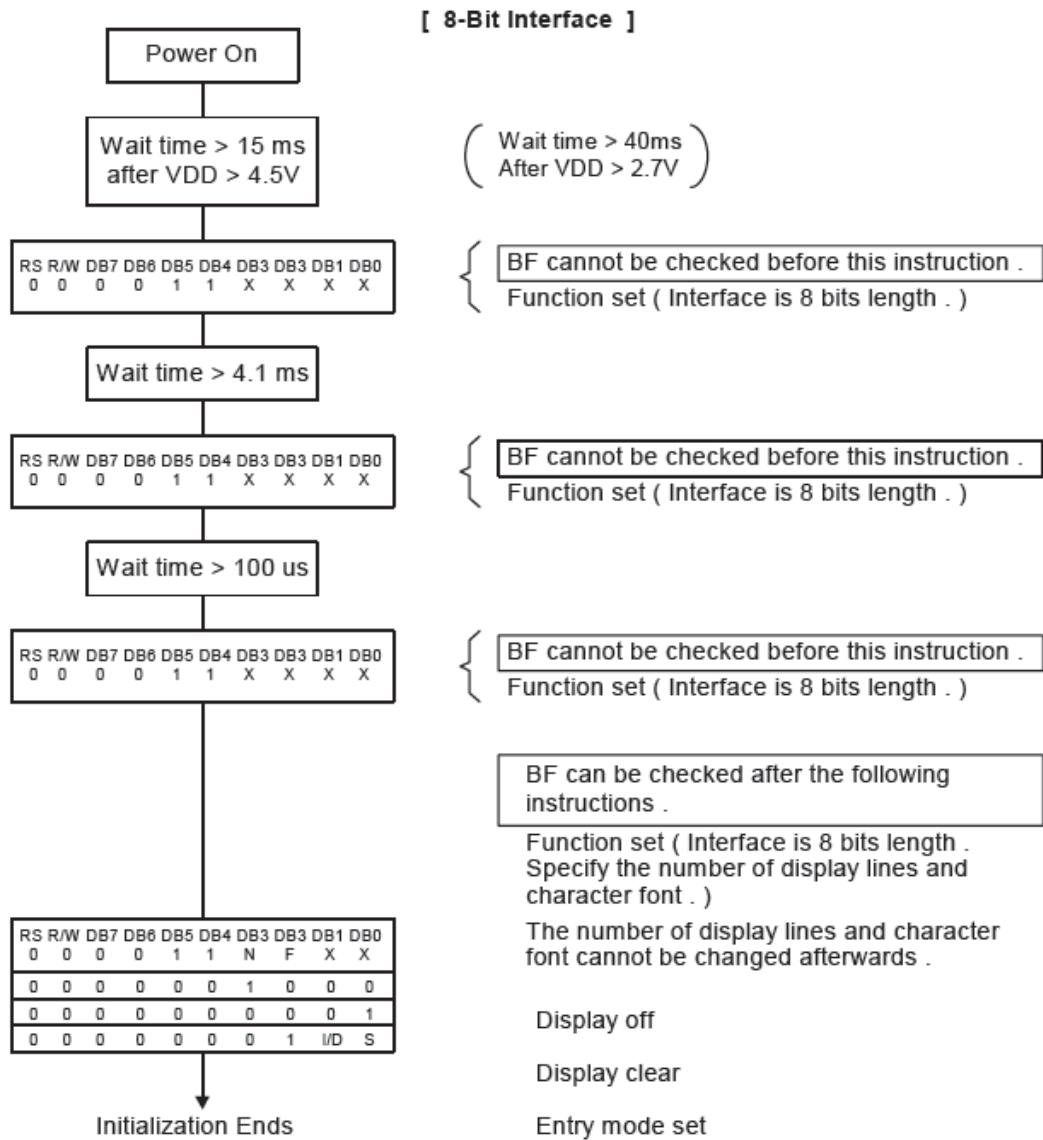 [ 8-Bit Interface ]
Power On
Wait time > 15 ms
after VDD > 4.5V
Wait time > 40ms
After VDD > 2.7V
RS R/W DB7 DB6 DB5 DB4 DB3 DB3 DB1 DB0
0 0 0 0 1 1 X X X X
BF cannot be checked before this instruction .
Function set ( Interface is 8 bits length . )
Wait time > 4.1 ms
RS R/W DB7 DB6 DB5 DB4 DB3 DB3 DB1 DB0
0 0 0 0 1 1 X X X X
BF cannot be checked before this instruction .
Function set ( Interface is 8 bits length . )
Wait time > 100 us
RS R/W DB7 DB6 DB5 DB4 DB3 DB3 DB1 DB0
0 0 0 0 1 1 X X X X
BF cannot be checked before this instruction .
Function set ( Interface is 8 bits length . )
BF can be checked after the following
instructions .
Function set ( Interface is 8 bits length .
Specify the number of display lines and
character font . )
The number of display lines and character
font cannot be changed afterwards .
RS R/W DB7 DB6 DB5 DB4 DB3 DB3 DB1 DB0
0 0 0 0 1 1 N F X X
0 0 0 0 0 0 1 0 0 0
0 0 0 0 0 0 0 0 0 1
0 0 0 0 0 0 0 1 I/D S
Display off
Display clear
Entry mode set
Initialization Ends